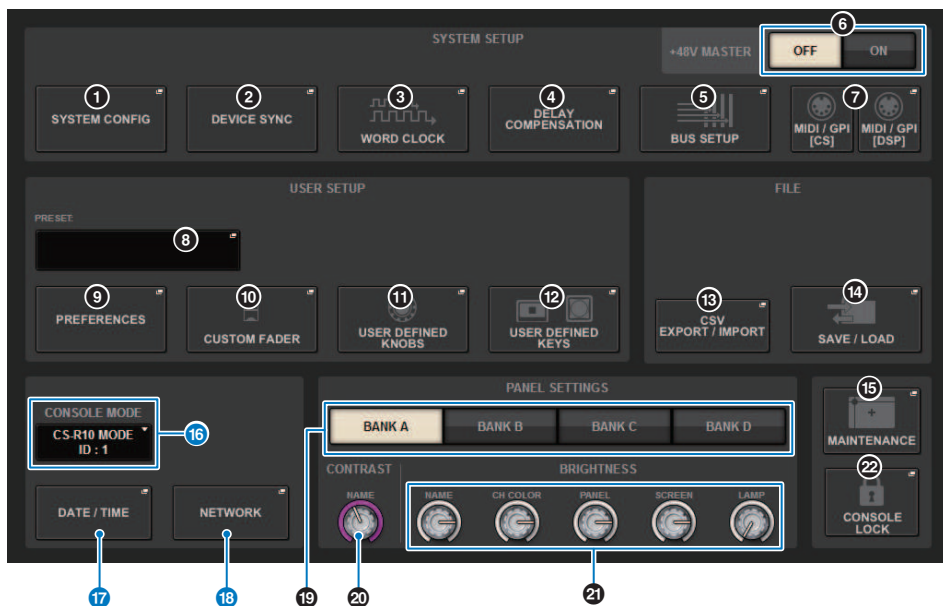 SYSTEM SETUP
+48V MASTER
OFF
ON
6
1
SYSTEM CONFIG
2
DEVICE SYNC
3
WORD CLOCK
4
DELAY
COMPENSATION
5
BUS SETUP
7
MIDI / GPI
[CS]
MIDI / GPI
[DSP]
USER SETUP
PRESET:
8
9
PREFERENCES
10
CUSTOM FADER
11
USER DEFINED
KNOBS
12
USER DEFINED
KEYS
FILE
13
CSV
EXPORT / IMPORT
14
SAVE / LOAD
CONSOLE MODE
CS-R10 MODE
ID : 1
16
DATE / TIME
NETWORK
17
18
PANEL SETTINGS
BANK A
BANK B
BANK C
BANK D
CONTRAST
NAME
BRIGHTNESS
NAME
CH COLOR
PANEL
SCREEN
LAMP
19
20
21
15
MAINTENANCE
22
CONSOLE
LOCK